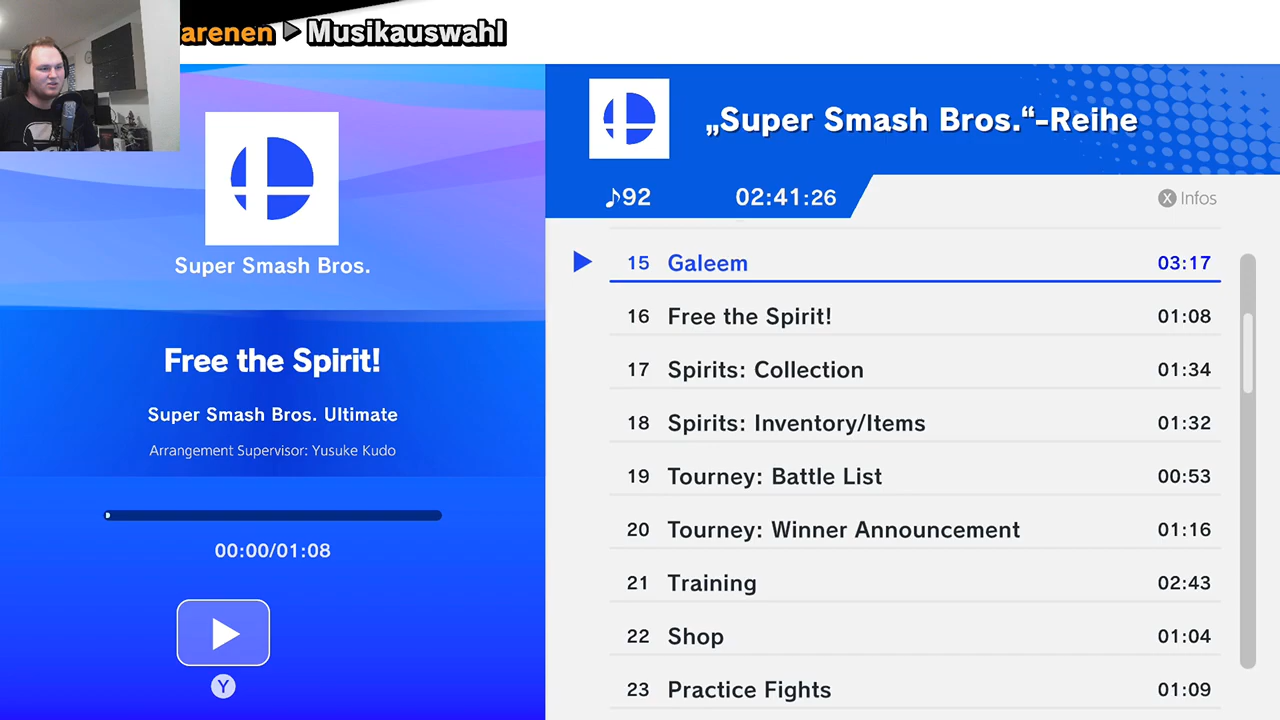 arenen ▶ Musikauswahl
Super Smash Bros.
Free the Spirit!
Super Smash Bros. Ultimate
Arrangement Supervisor: Yusuke Kudo
00:00/01:08
Y
„Super Smash Bros.“-Reihe
♪92 02:41:26
X Infos
15 Galeem 03:17
16 Free the Spirit! 01:08
17 Spirits: Collection 01:34
18 Spirits: Inventory/Items 01:32
19 Tourney: Battle List 00:53
20 Tourney: Winner Announcement 01:16
21 Training 02:43
22 Shop 01:04
23 Practice Fights 01:09